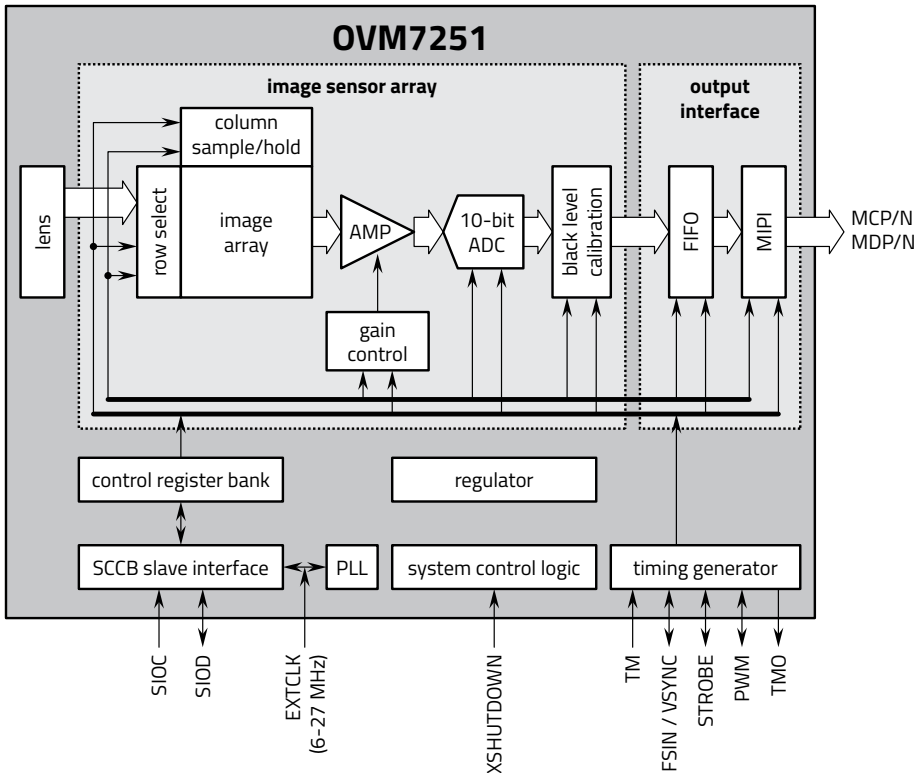 OVM7251
image sensor array
output
interface
column
sample/hold
lens
row select
image
array
AMP
10-bit
ADC
black level
calibration
FIFO
MIPI
MCP/N
MDP/N
gain
control
control register bank
regulator
SCCB slave interface
PLL
system control logic
timing generator
SIOC
SIOD
EXTCLK
(6-27 MHz)
XSHUTDOWN
TM
FSIN / VSYNC
STROBE
PWM
TMO